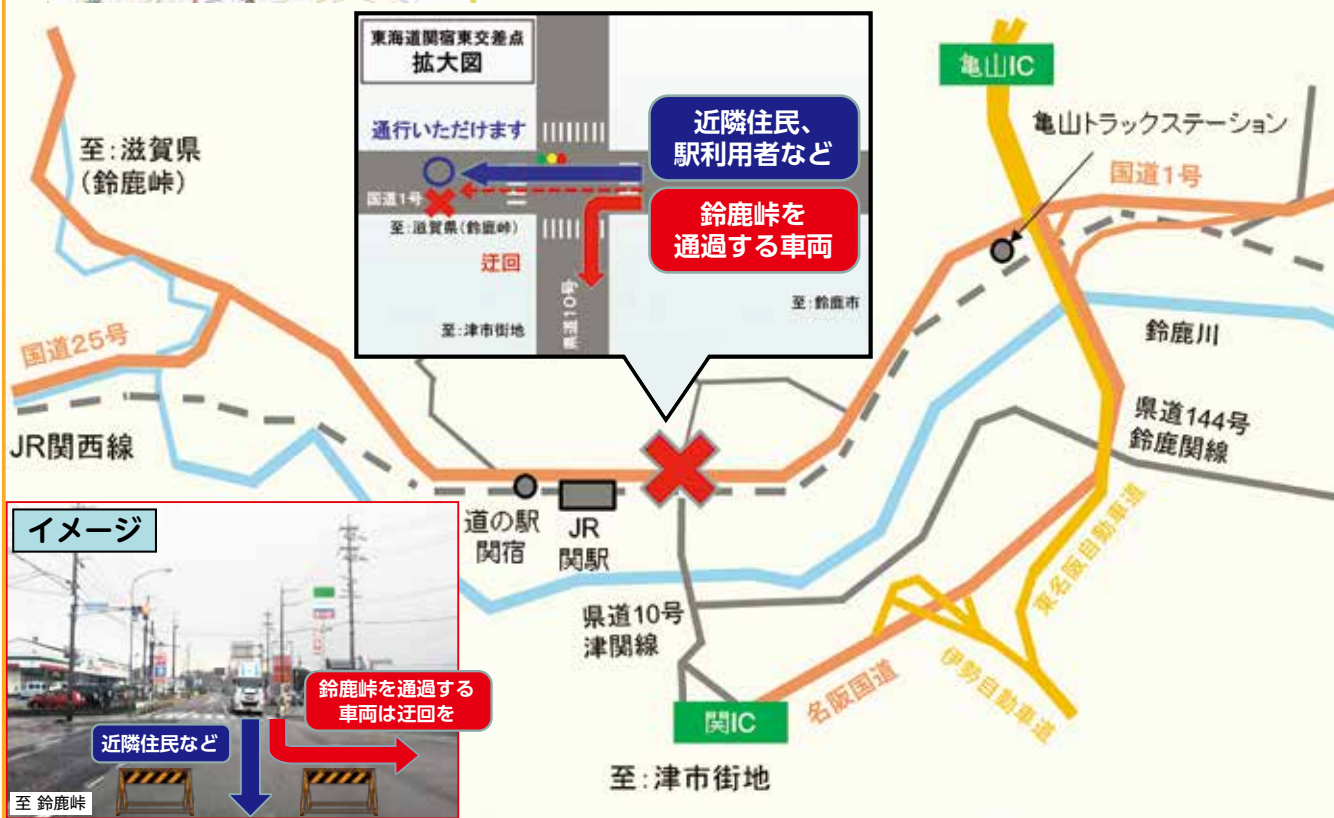 東海道関宿東交差点
拡大図
通行いただけます
近隣住民、
駅利用者など
国道1号
至:滋賀県(鈴鹿峠)
鈴鹿峠を
通過する車両
迂回
県道10号
至:津市街地
至:鈴鹿市
亀山IC
亀山トラックステーション
国道1号
至:滋賀県
(鈴鹿峠)
国道25号
JR関西線
鈴鹿川
県道144号
鈴鹿関線
道の駅
関宿
JR
関駅
県道10号
津関線
東名阪自動車道
伊勢自動車道
名阪国道
関IC
至:津市街地
イメージ
鈴鹿峠を通過する
車両は迂回を
近隣住民など
至 鈴鹿峠